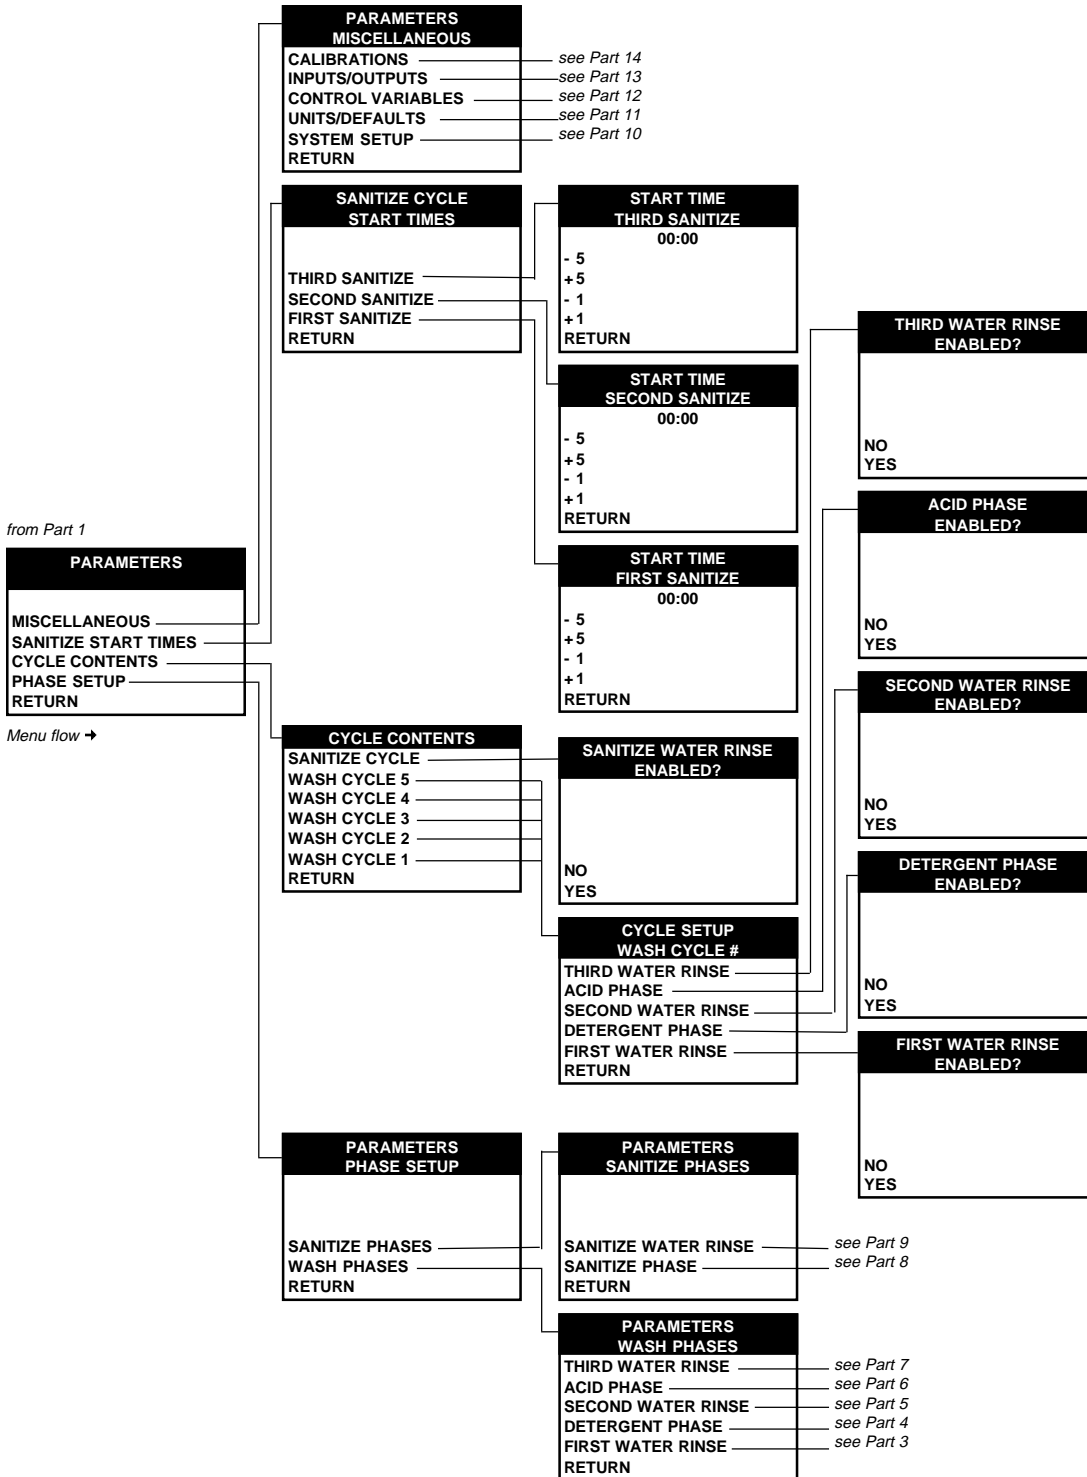 from Part 1
PARAMETERS
MISCELLANEOUS
SANITIZE START TIMES
CYCLE CONTENTS
PHASE SETUP
RETURN
Menu flow →
PARAMETERS
MISCELLANEOUS
CALIBRATIONS see Part 14
INPUTS/OUTPUTS see Part 13
CONTROL VARIABLES see Part 12
UNITS/DEFAULTS see Part 11
SYSTEM SETUP see Part 10
RETURN
SANITIZE CYCLE
START TIMES
THIRD SANITIZE
SECOND SANITIZE
FIRST SANITIZE
RETURN
START TIME
THIRD SANITIZE
00:00
- 5
+5
- 1
+1
RETURN
START TIME
SECOND SANITIZE
00:00
- 5
+5
- 1
+1
RETURN
START TIME
FIRST SANITIZE
00:00
- 5
+5
- 1
+1
RETURN
CYCLE CONTENTS
SANITIZE CYCLE
WASH CYCLE 5
WASH CYCLE 4
WASH CYCLE 3
WASH CYCLE 2
WASH CYCLE 1
RETURN
SANITIZE WATER RINSE
ENABLED?
NO
YES
CYCLE SETUP
WASH CYCLE #
THIRD WATER RINSE
ACID PHASE
SECOND WATER RINSE
DETERGENT PHASE
FIRST WATER RINSE
RETURN
THIRD WATER RINSE
ENABLED?
NO
YES
ACID PHASE
ENABLED?
NO
YES
SECOND WATER RINSE
ENABLED?
NO
YES
DETERGENT PHASE
ENABLED?
NO
YES
FIRST WATER RINSE
ENABLED?
NO
YES
PARAMETERS
PHASE SETUP
SANITIZE PHASES
WASH PHASES
RETURN
PARAMETERS
SANITIZE PHASES
SANITIZE WATER RINSE see Part 9
SANITIZE PHASE see Part 8
RETURN
PARAMETERS
WASH PHASES
THIRD WATER RINSE see Part 7
ACID PHASE see Part 6
SECOND WATER RINSE see Part 5
DETERGENT PHASE see Part 4
FIRST WATER RINSE see Part 3
RETURN